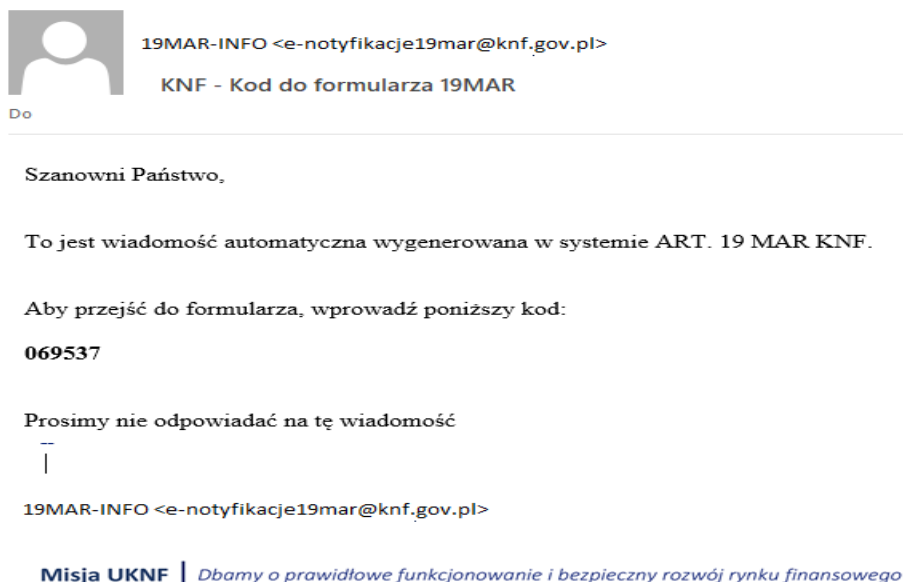 19MAR-INFO <e-notyfikacje19mar@knf.gov.pl>
KNF - Kod do formularza 19MAR
Do
Szanowni Państwo,
To jest wiadomość automatyczna wygenerowana w systemie ART. 19 MAR KNF.
Aby przejść do formularza, wprowadź poniższy kod:
069537
Prosimy nie odpowiadać na tę wiadomość
--
|
19MAR-INFO <e-notyfikacje19mar@knf.gov.pl>
Misja UKNF | Dbamy o prawidłowe funkcjonowanie i bezpieczny rozwój rynku finansowego